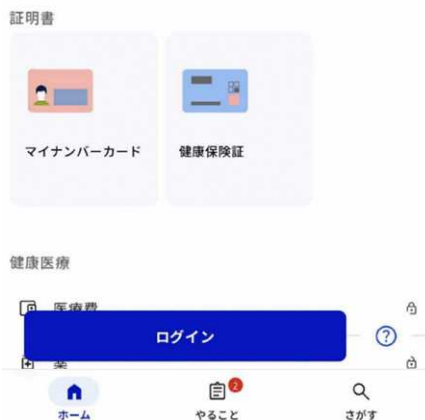 証明書
マイナンバーカード
健康保険証
健康医療
医療費
ログイン
薬
2
ホーム
やること
さがす